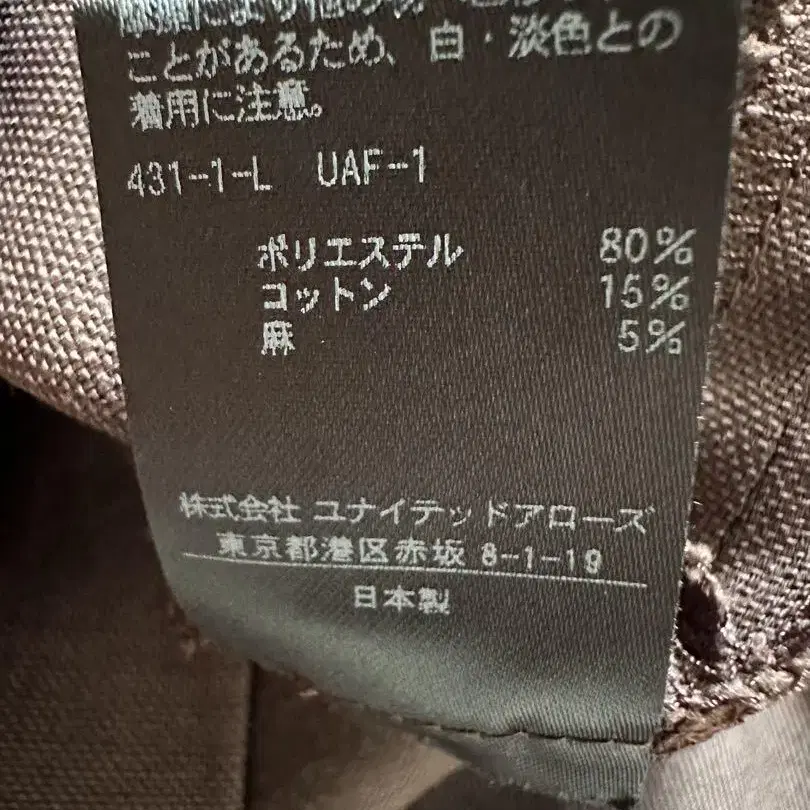 ことがあるため、白・淡色との
着用に注意。
431-1-L UAF-1
ポリエステル 80%
コットン 15%
麻 5%
株式会社 ユナイテッドアローズ
東京都港区赤坂 8-1-19
日本製